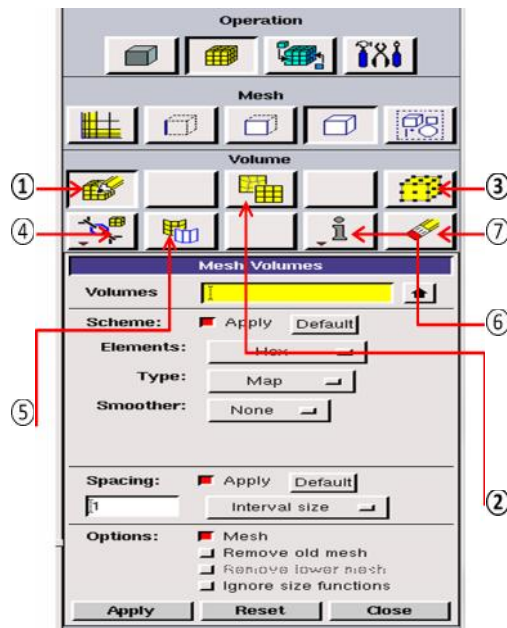 Operation
Mesh
Volume
①
③
④
⑦
Mesh Volumes
Volumes
⑥
Scheme: Apply Default
Elements: Hex
⑤
Type: Map
Smoother: None
Spacing: Apply Default
1 Interval size
②
Options: Mesh
Remove old mesh
Remove lower mesh
Ignore size functions
Apply Reset Close